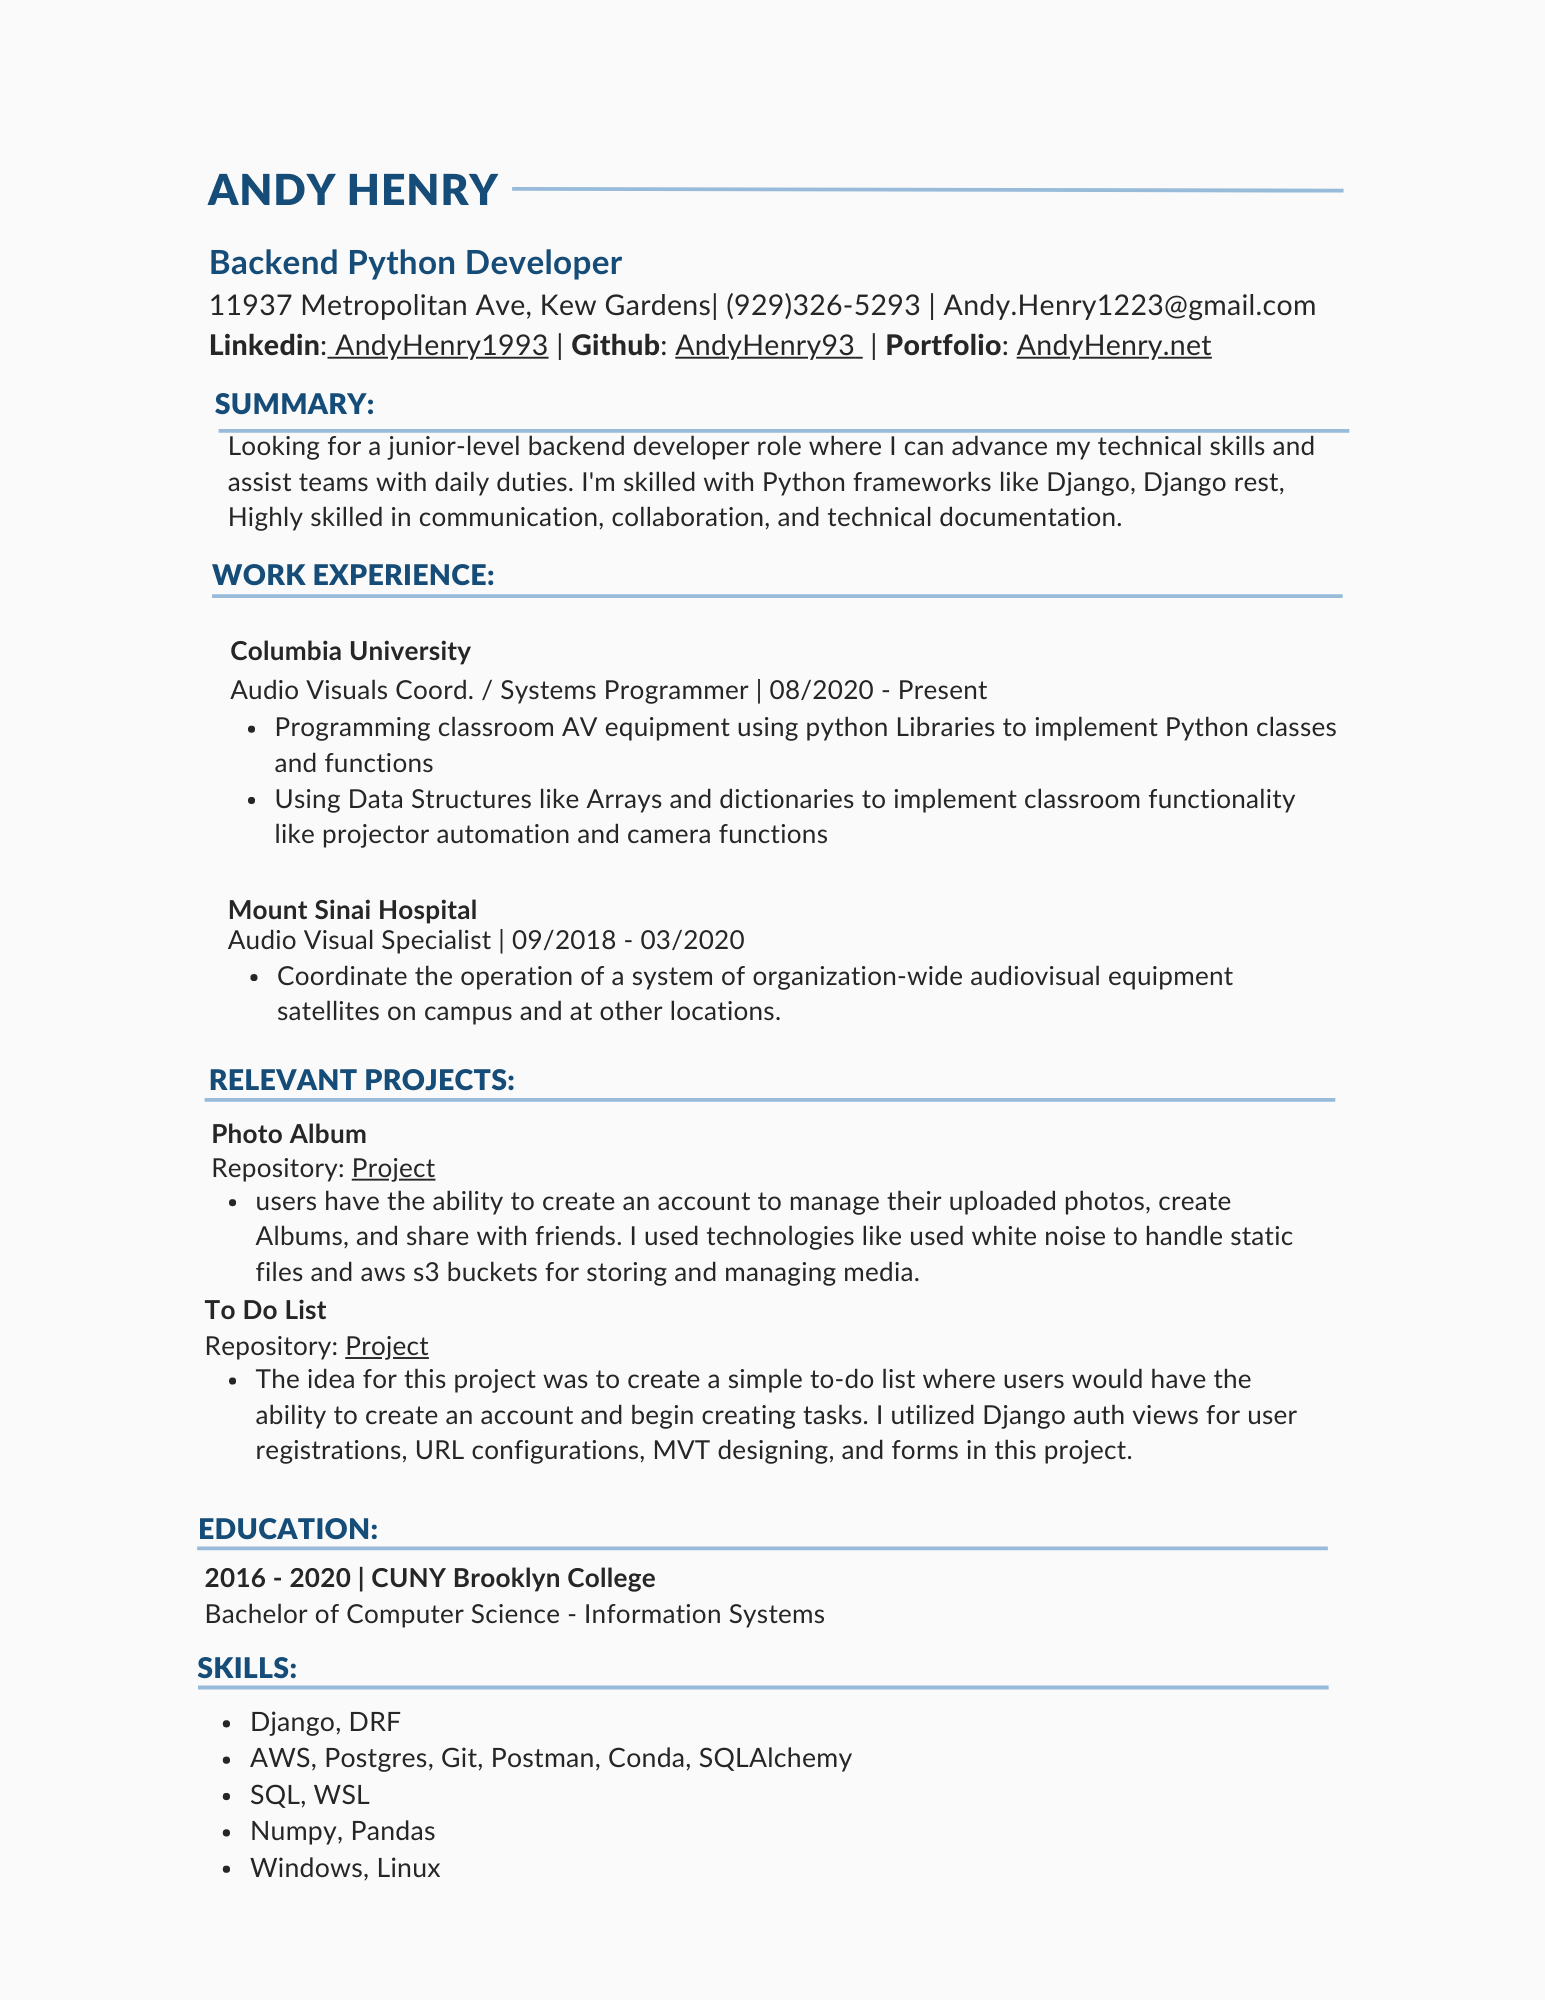 ANDY HENRY
Backend Python Developer
11937 Metropolitan Ave, Kew Gardens| (929)326-5293 | Andy.Henry1223@gmail.com
Linkedin: AndyHenry1993 | Github: AndyHenry93 | Portfolio: AndyHenry.net
SUMMARY:
Looking for a junior-level backend developer role where I can advance my technical skills and
assist teams with daily duties. I'm skilled with Python frameworks like Django, Django rest,
Highly skilled in communication, collaboration, and technical documentation.
WORK EXPERIENCE:
Columbia University
Audio Visuals Coord. / Systems Programmer | 08/2020 - Present
• Programming classroom AV equipment using python Libraries to implement Python classes
and functions
• Using Data Structures like Arrays and dictionaries to implement classroom functionality
like projector automation and camera functions
Mount Sinai Hospital
Audio Visual Specialist | 09/2018 - 03/2020
• Coordinate the operation of a system of organization-wide audiovisual equipment
satellites on campus and at other locations.
RELEVANT PROJECTS:
Photo Album
Repository: Project
• users have the ability to create an account to manage their uploaded photos, create
Albums, and share with friends. I used technologies like used white noise to handle static
files and aws s3 buckets for storing and managing media.
To Do List
Repository: Project
• The idea for this project was to create a simple to-do list where users would have the
ability to create an account and begin creating tasks. I utilized Django auth views for user
registrations, URL configurations, MVT designing, and forms in this project.
EDUCATION:
2016 - 2020 | CUNY Brooklyn College
Bachelor of Computer Science - Information Systems
SKILLS:
• Django, DRF
• AWS, Postgres, Git, Postman, Conda, SQLAlchemy
• SQL, WSL
• Numpy, Pandas
• Windows, Linux